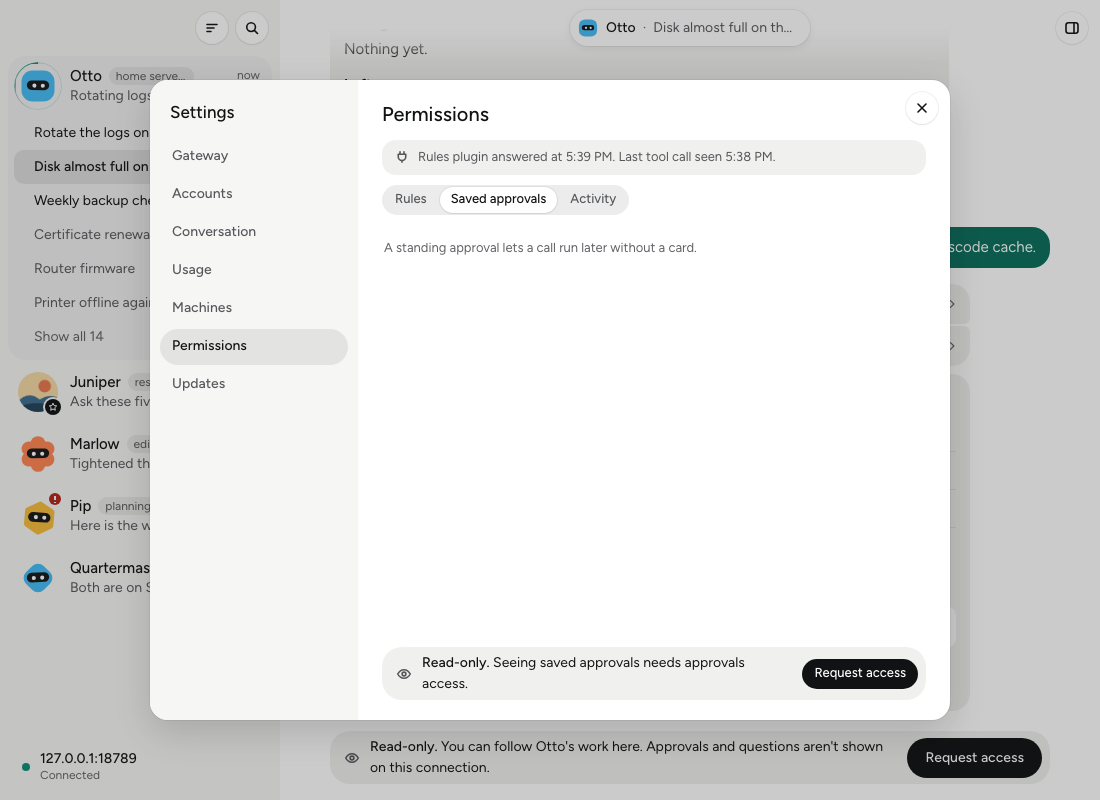 Otto · Disk almost full on th…
Nothing yet.
Otto home serve… now
Rotating logs
Rotate the logs on
Disk almost full on
Weekly backup che
Certificate renewa
Router firmware
Printer offline again
Show all 14
Juniper res
Ask these five
Marlow edi
Tightened th
Pip planning
Here is the w
Quartermas
Both are on S
127.0.0.1:18789
Connected
Settings
Gateway
Accounts
Conversation
Usage
Machines
Permissions
Updates
Permissions
Rules plugin answered at 5:39 PM. Last tool call seen 5:38 PM.
Rules Saved approvals Activity
A standing approval lets a call run later without a card.
Read-only. Seeing saved approvals needs approvals
access.
Request access
scode cache.
Read-only. You can follow Otto's work here. Approvals and questions aren't shown
on this connection.
Request access